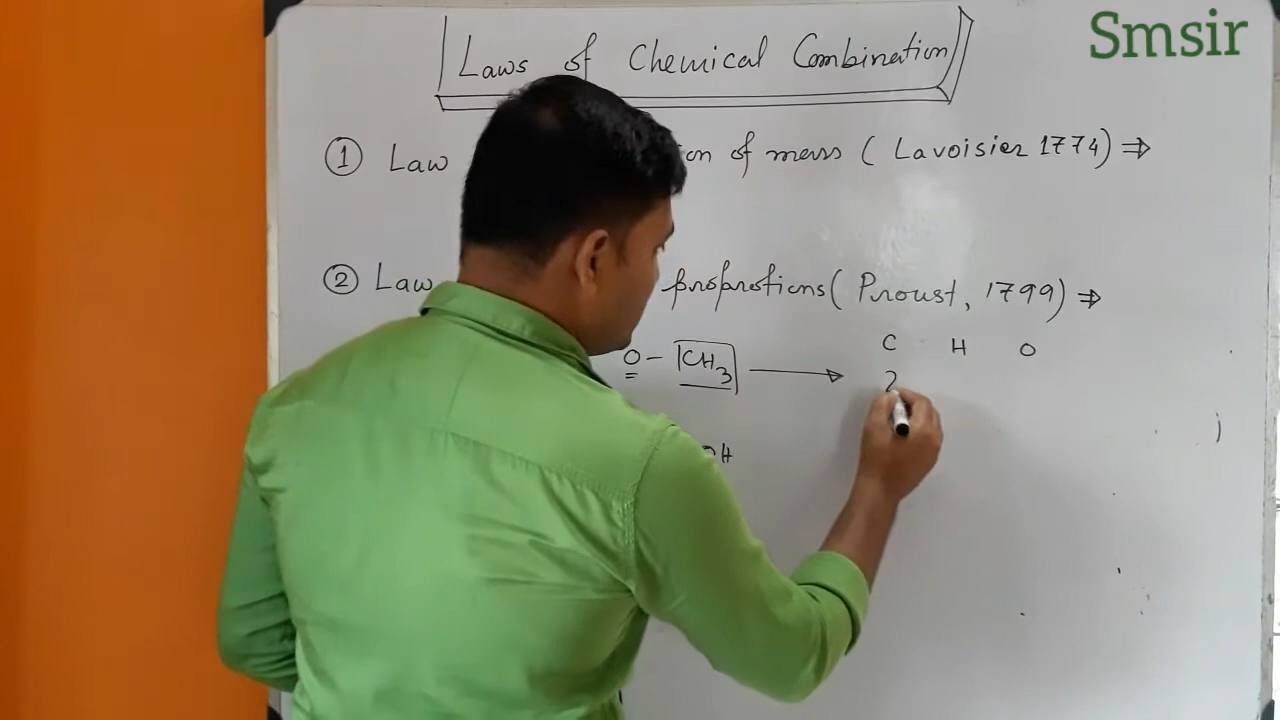 Smsir
Laws of Chemical Combination
① Law on of mass ( Lavoisier 1774) ⇒
② Law proportions ( Proust, 1799) ⇒
C H O
O - CH3 → 2
OH